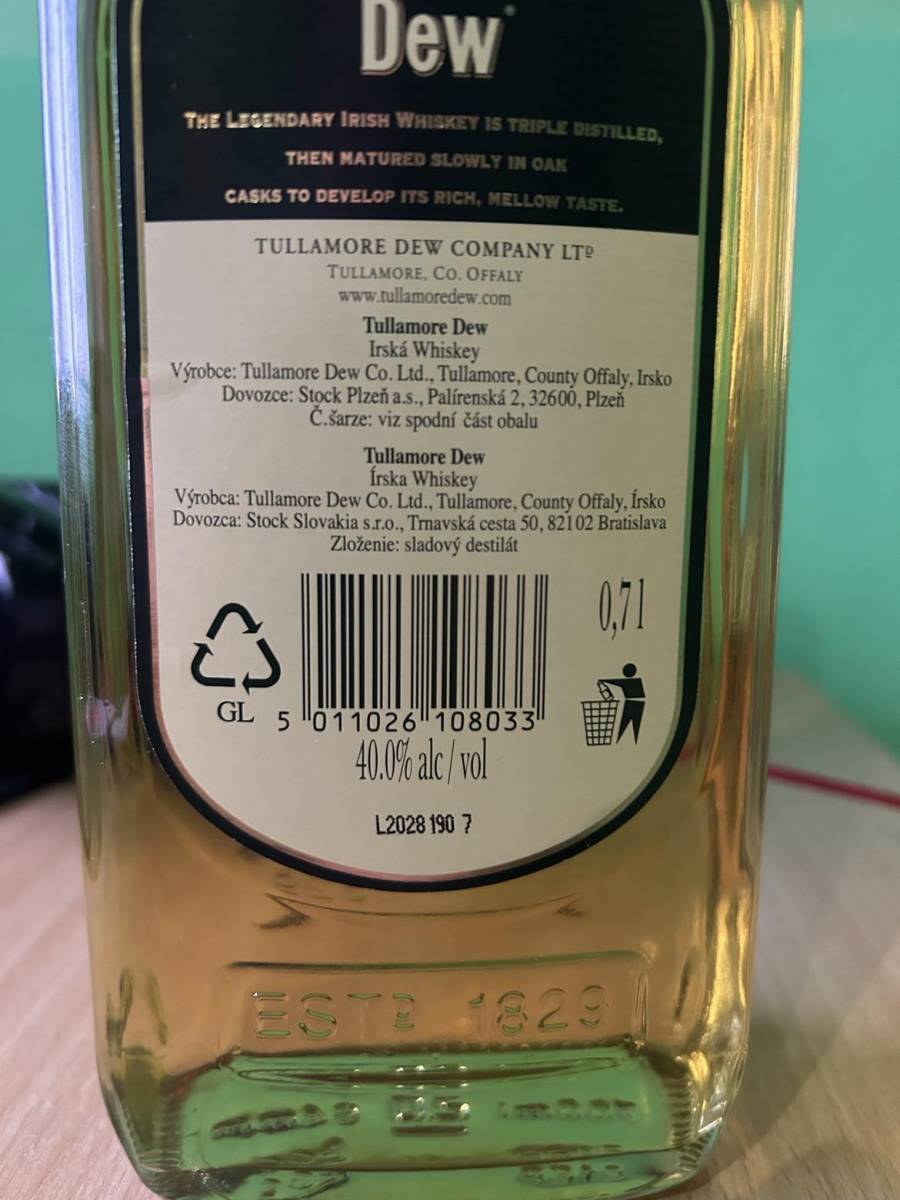 Dew
THE LEGENDARY IRISH WHISKEY IS TRIPLE DISTILLED,
THEN MATURED SLOWLY IN OAK
CASKS TO DEVELOP ITS RICH, MELLOW TASTE.
TULLAMORE DEW COMPANY LTD
TULLAMORE, CO. OFFALY
www.tullamoredew.com
Tullamore Dew
Irská Whiskey
Výrobce: Tullamore Dew Co. Ltd., Tullamore, County Offaly, Irsko
Dovozce: Stock Plzeň a.s., Palírenská 2, 32600, Plzeň
Č.šarze: viz spodní část obalu
Tullamore Dew
Írska Whiskey
Výrobca: Tullamore Dew Co. Ltd., Tullamore, County Offaly, Írsko
Dovozca: Stock Slovakia s.r.o., Trnavská cesta 50, 82102 Bratislava
Zloženie: sladový destilát
0,7 l
GL
5 011026 108033
40.0% alc / vol
L2028 190 7
ESTD 1829